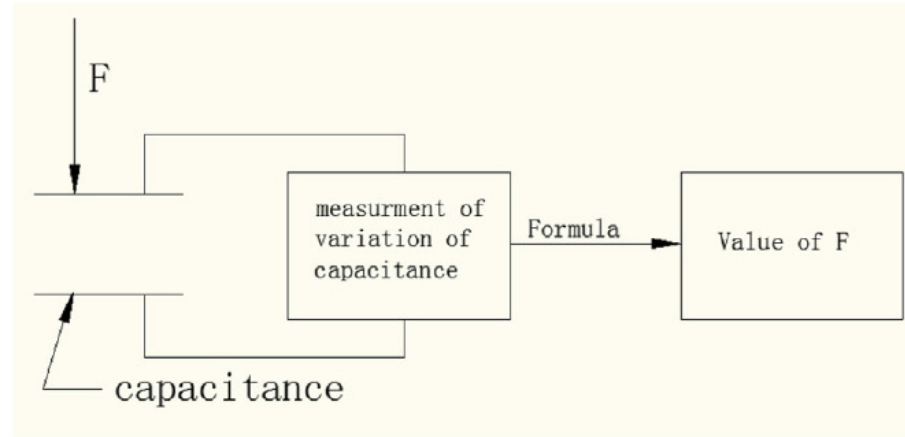 F
measurment of
variation of
capacitance
Formula
Value of F
capacitance